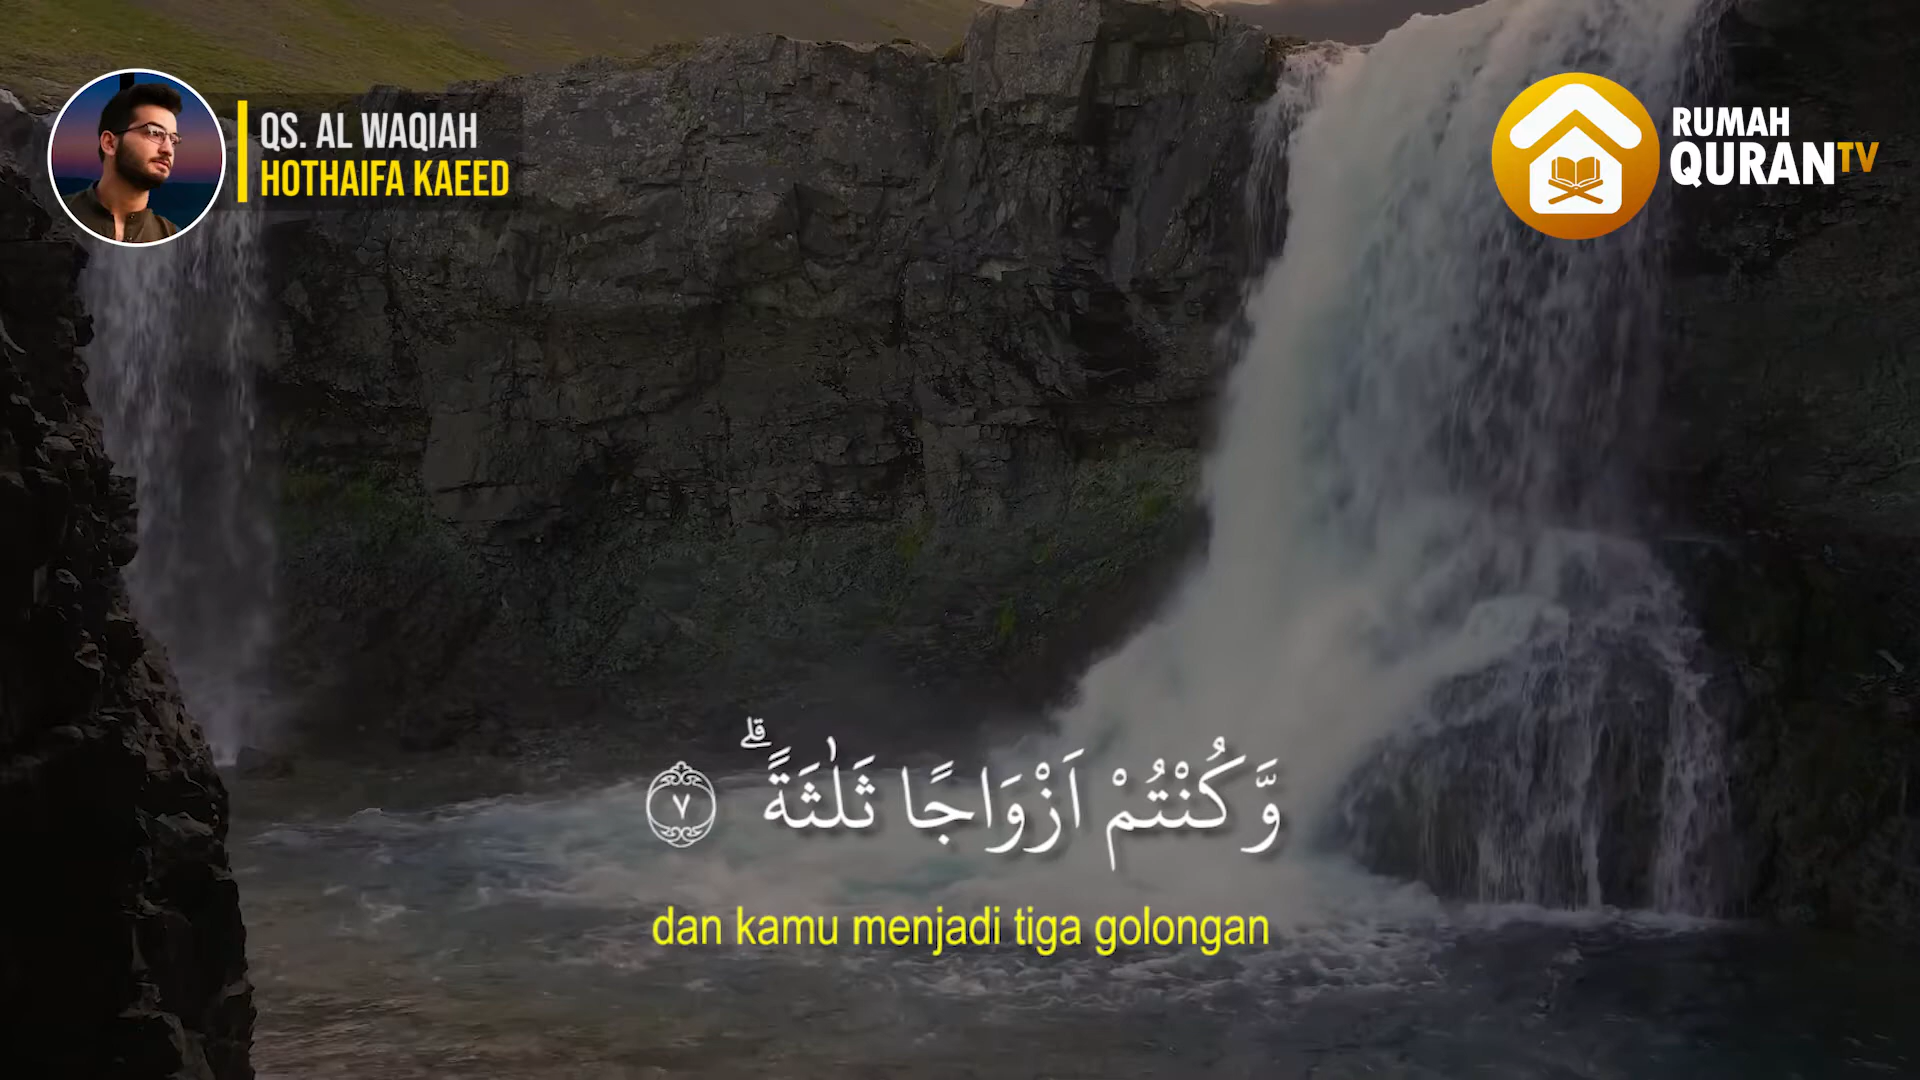 QS. AL WAQIAH
HOTHAIFA KAEED
RUMAH
QURANTV
وَّكُنْتُمْ اَزْوَاجًا ثَلٰثَةً ۗ ٧
dan kamu menjadi tiga golongan